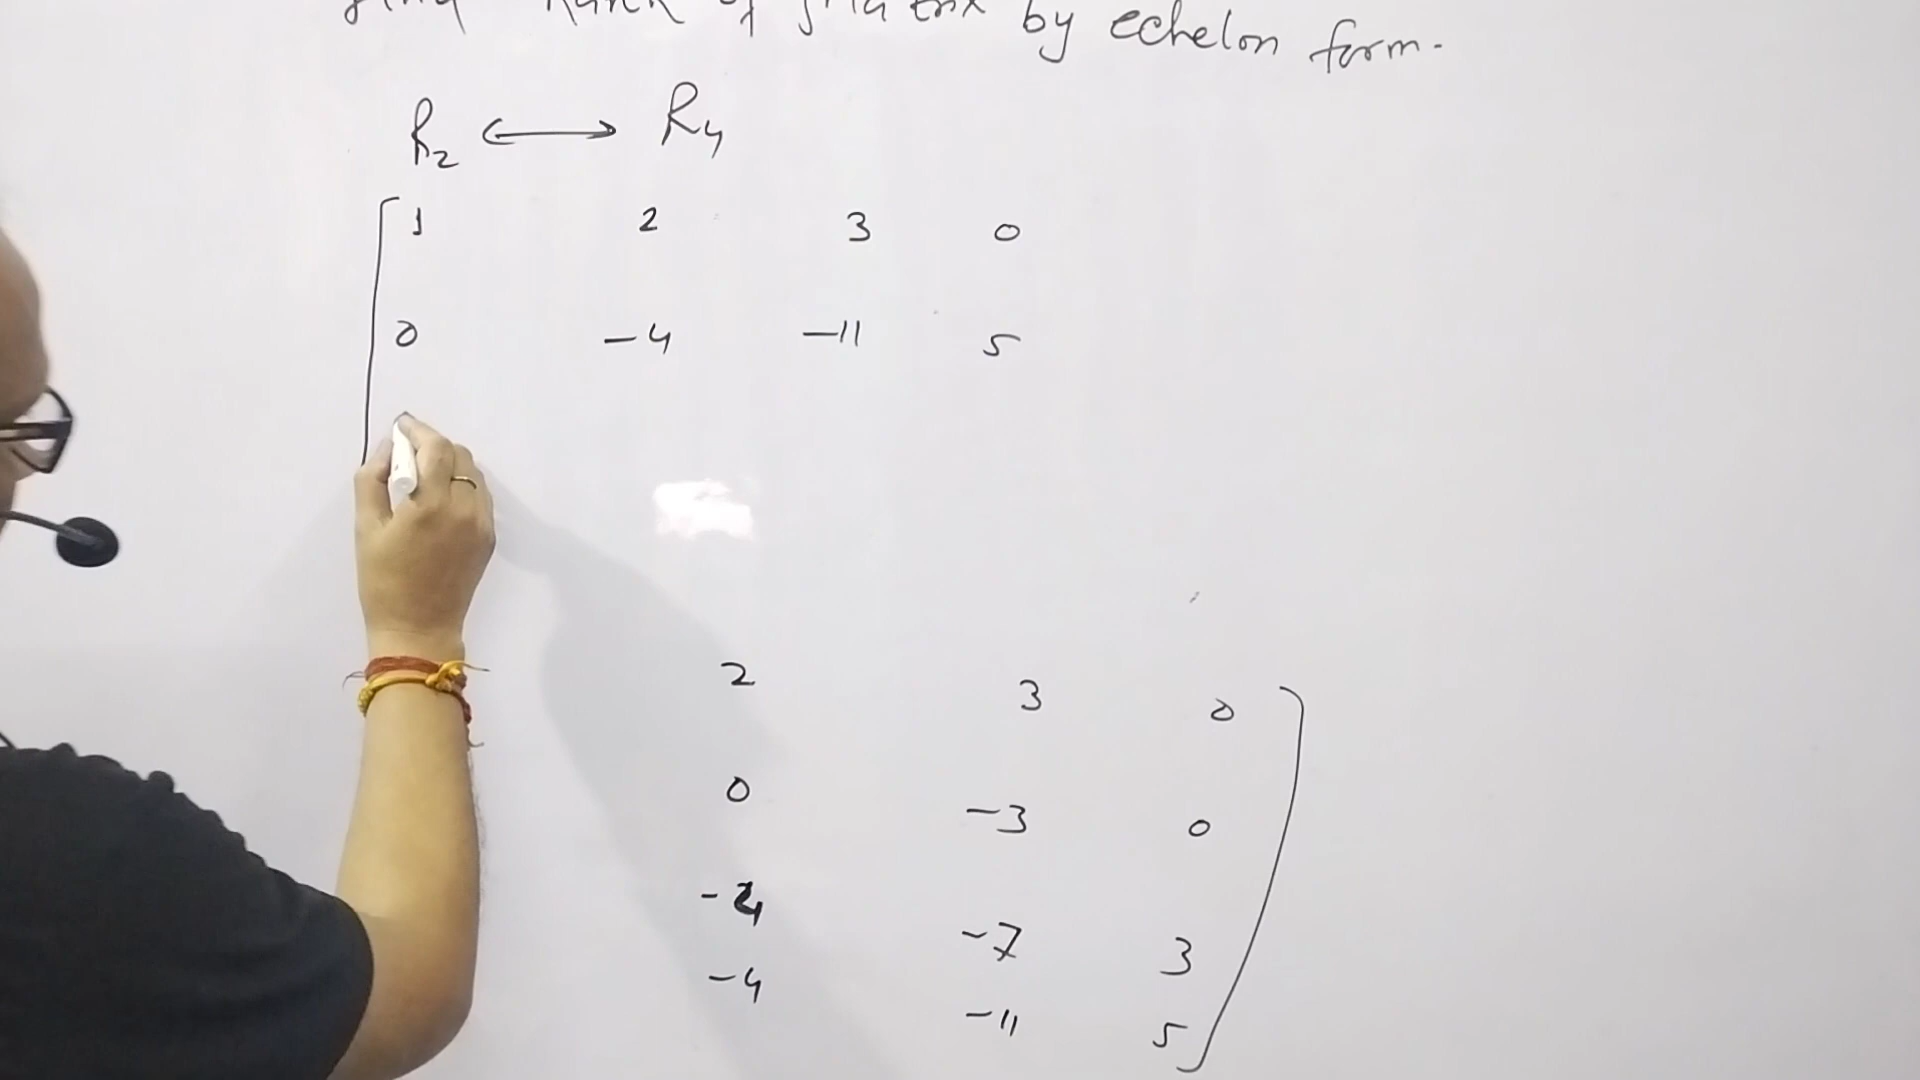 Find Rank of Matrix by echelon form.
R₂ ⟷ R₄
1 2 3 0
0 -4 -11 5
2 3 0
0 -3 0
-4 -7 3
-4 -11 5